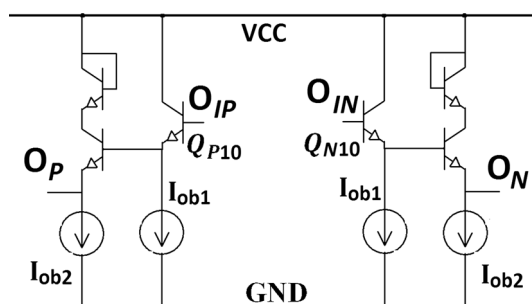 VCC
O_IP
O_IN
Q_P10
Q_N10
O_P
O_N
I_ob1
I_ob1
I_ob2
I_ob2
GND